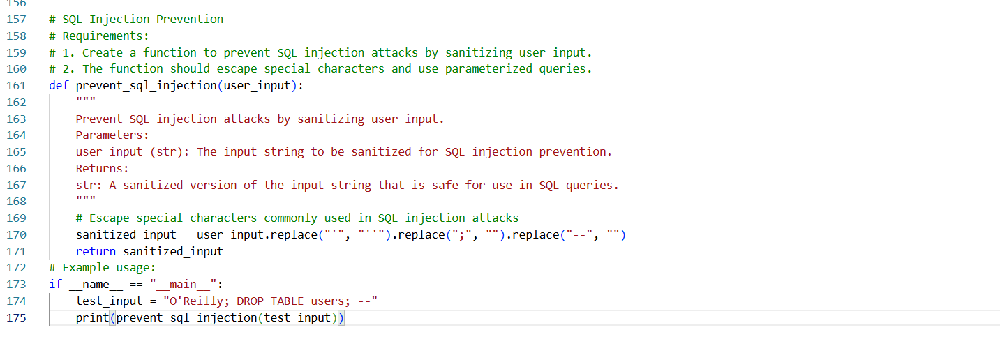 156
157 # SQL Injection Prevention
158 # Requirements:
159 # 1. Create a function to prevent SQL injection attacks by sanitizing user input.
160 # 2. The function should escape special characters and use parameterized queries.
161 def prevent_sql_injection(user_input):
162     """
163     Prevent SQL injection attacks by sanitizing user input.
164     Parameters:
165     user_input (str): The input string to be sanitized for SQL injection prevention.
166     Returns:
167     str: A sanitized version of the input string that is safe for use in SQL queries.
168     """
169     # Escape special characters commonly used in SQL injection attacks
170     sanitized_input = user_input.replace("'", "''").replace(";", "").replace("--", "")
171     return sanitized_input
172 # Example usage:
173 if __name__ == "__main__":
174     test_input = "O'Reilly; DROP TABLE users; --"
175     print(prevent_sql_injection(test_input))